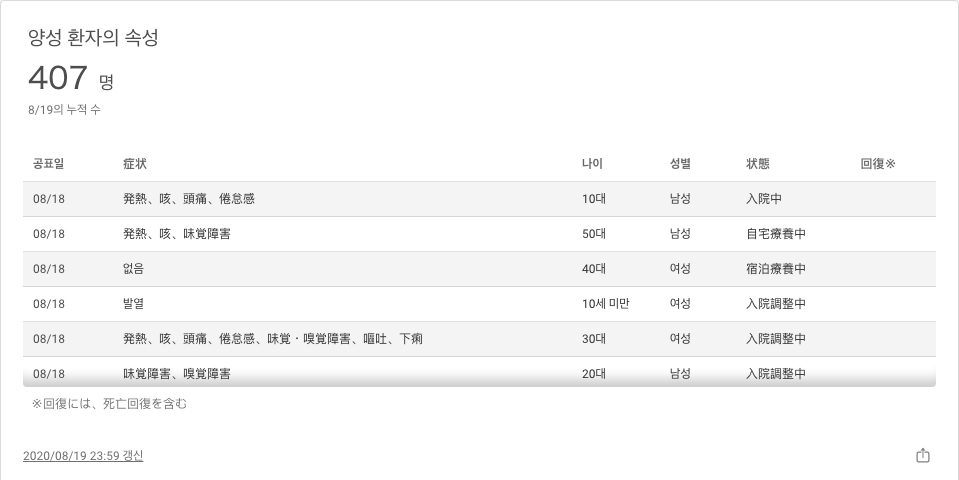 양성 환자의 속성
407 명
8/19의 누적 수
공표일 症状 나이 성별 状態 回復※
08/18 発熱、咳、頭痛、倦怠感 10대 남성 入院中
08/18 発熱、咳、味覚障害 50대 남성 自宅療養中
08/18 없음 40대 여성 宿泊療養中
08/18 발열 10세 미만 여성 入院調整中
08/18 発熱、咳、頭痛、倦怠感、味覚・嗅覚障害、嘔吐、下痢 30대 여성 入院調整中
08/18 味覚障害、嗅覚障害 20대 남성 入院調整中
※回復には、死亡回復を含む
2020/08/19 23:59 갱신